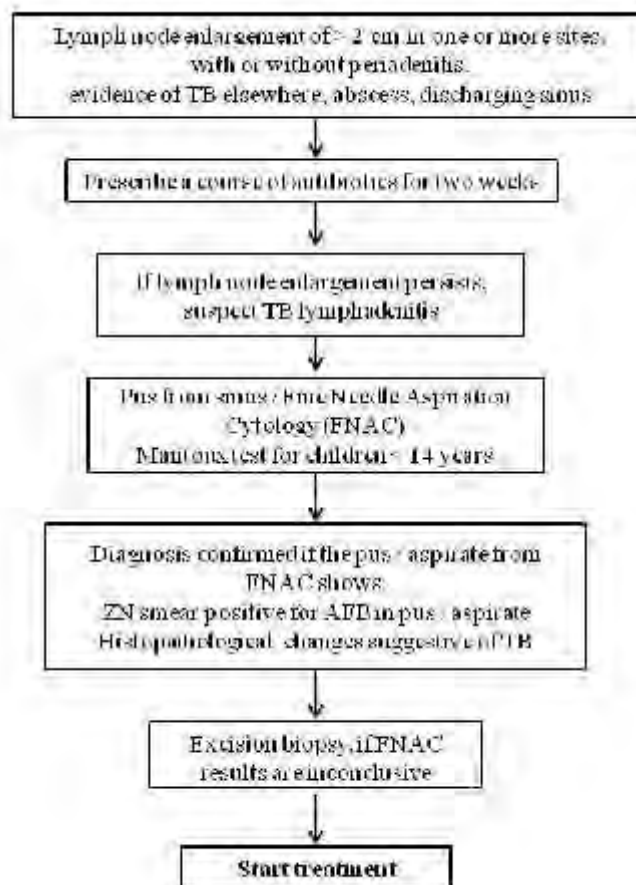 Lymph node enlargement of > 2 cm in one or more sites,
with or without periadenitis,
evidence of TB elsewhere, abscess, discharging sinus
Prescribe a course of antibiotics for two weeks
If lymph node enlargement persists,
suspect TB lymphadenitis
Pus from sinus / Fine Needle Aspiration
Cytology (FNAC)
Mantoux test for children < 14 years
Diagnosis confirmed if the pus / aspirate from
FNAC shows
ZN smear positive for AFB in pus / aspirate
Histopathological changes suggestive of TB
Excision biopsy, if FNAC
results are inconclusive
Start treatment